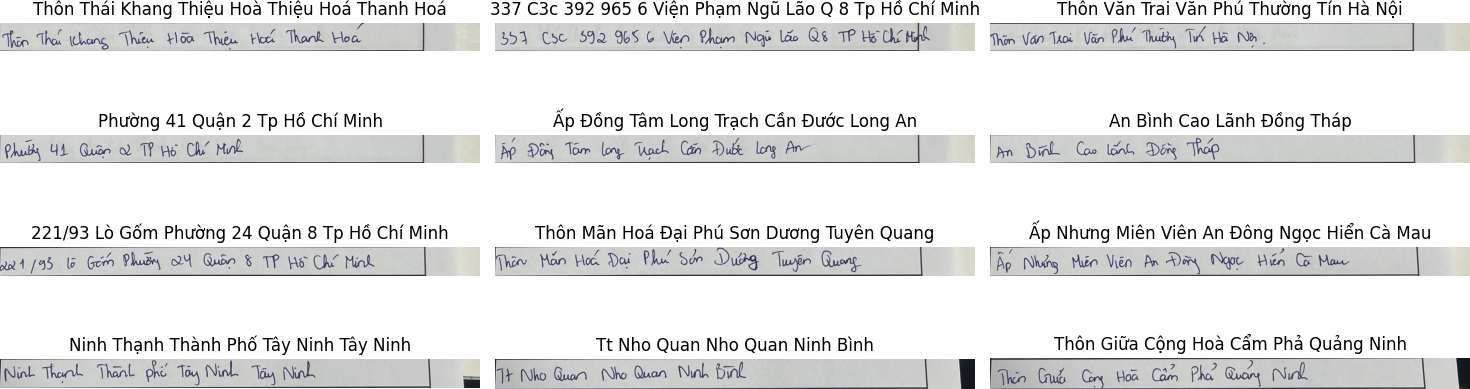 Thôn Thái Khang Thiệu Hoà Thiệu Hoá Thanh Hoá
337 C3c 392 965 6 Viện Phạm Ngũ Lão Q 8 Tp Hồ Chí Minh
Thôn Văn Trai Văn Phú Thường Tín Hà Nội
Thôn Thái Khang Thiệu Hòa Thiệu Hoá Thanh Hoá
337 C3C 392 965 6 Viện Phạm Ngũ Lão Q8 TP Hồ Chí Minh
Thôn Văn Trai Văn Phú Thường Tín Hà Nội.
Phường 41 Quận 2 Tp Hồ Chí Minh
Ấp Đồng Tâm Long Trạch Cần Đước Long An
An Bình Cao Lãnh Đồng Tháp
Phường 41 Quận 2 TP Hồ Chí Minh
Ấp Đồng Tâm Long Trạch Cần Đước Long An
An Bình Cao Lãnh Đồng Tháp
221/93 Lò Gốm Phường 24 Quận 8 Tp Hồ Chí Minh
Thôn Mãn Hoá Đại Phú Sơn Dương Tuyên Quang
Ấp Nhưng Miên Viên An Đông Ngọc Hiển Cà Mau
221/93 Lò Gốm Phường 24 Quận 8 TP Hồ Chí Minh
Thôn Mãn Hoá Đại Phú Sơn Dương Tuyên Quang
Ấp Nhưng Miên Viên An Đông Ngọc Hiển Cà Mau
Ninh Thạnh Thành Phố Tây Ninh Tây Ninh
Tt Nho Quan Nho Quan Ninh Bình
Thôn Giữa Cộng Hoà Cẩm Phả Quảng Ninh
Ninh Thạnh Thành phố Tây Ninh Tây Ninh
Tt Nho Quan Nho Quan Ninh Bình
Thôn Giữa Cộng Hoà Cẩm Phả Quảng Ninh